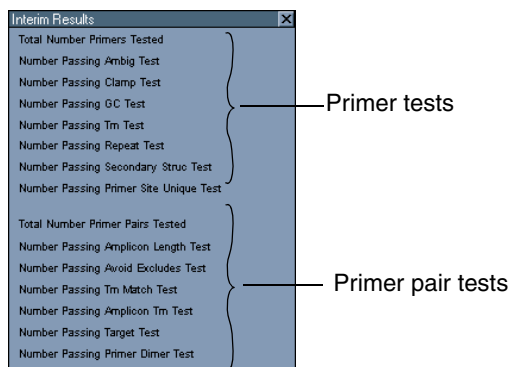 Interim Results
Total Number Primers Tested
Number Passing Ambig Test
Number Passing Clamp Test
Number Passing GC Test
Number Passing Tm Test
Number Passing Repeat Test
Number Passing Secondary Struc Test
Number Passing Primer Site Unique Test
Primer tests
Total Number Primer Pairs Tested
Number Passing Amplicon Length Test
Number Passing Avoid Excludes Test
Number Passing Tm Match Test
Number Passing Amplicon Tm Test
Number Passing Target Test
Number Passing Primer Dimer Test
Primer pair tests